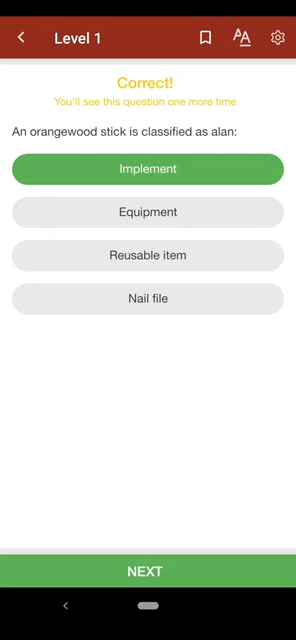 Level 1
AA
Correct!
You'll see this question one more time
An orangewood stick is classified as alan:
Implement
Equipment
Reusable item
Nail file
NEXT